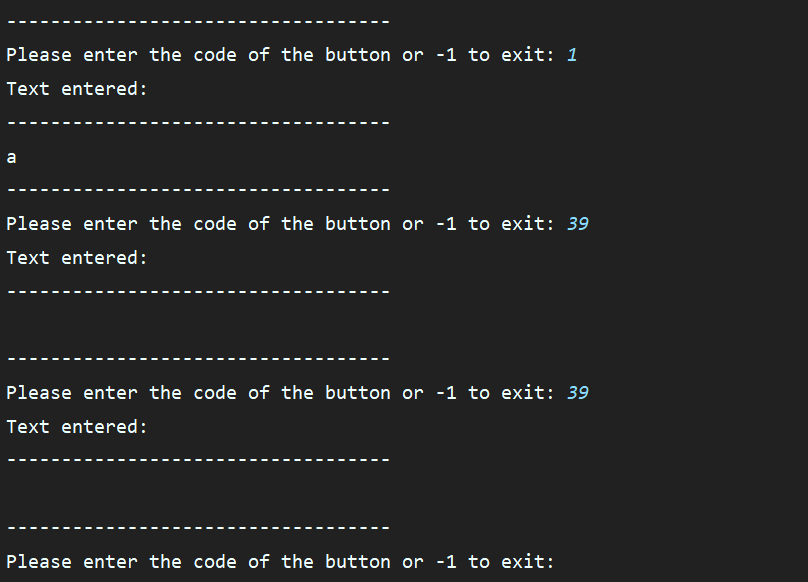 -----------------------------------
Please enter the code of the button or -1 to exit: 1
Text entered:
-----------------------------------
a
-----------------------------------
Please enter the code of the button or -1 to exit: 39
Text entered:
-----------------------------------

-----------------------------------
Please enter the code of the button or -1 to exit: 39
Text entered:
-----------------------------------

-----------------------------------
Please enter the code of the button or -1 to exit: